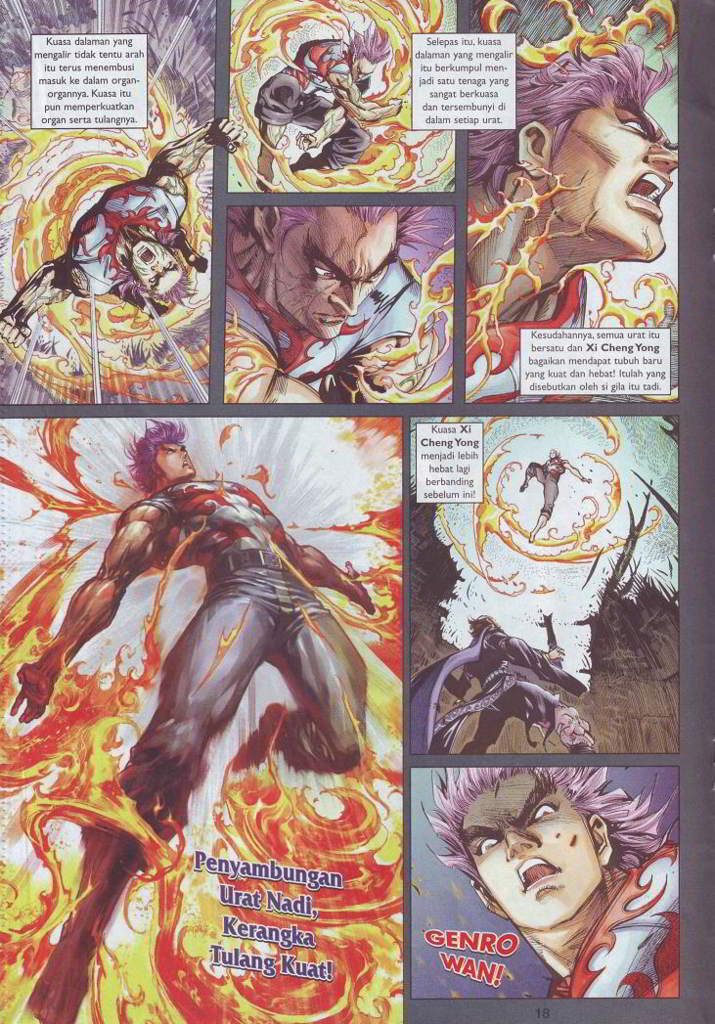 Kuasa dalaman yang
mengalir tidak tentu arah
itu terus menembusi
masuk ke dalam organ-
organnya. Kuasa itu
pun memperkuatkan
organ serta tulangnya.
Selepas itu, kuasa
dalaman yang mengalir
itu berkumpul men-
jadi satu tenaga yang
sangat berkuasa
dan tersembunyi di
dalam setiap urat.
Kesudahannya, semua urat itu
bersatu dan Xi Cheng Yong
bagaikan mendapat tubuh baru
yang kuat dan hebat! Itulah yang
disebutkan oleh si gila itu tadi.
Penyambungan
Urat Nadi,
Kerangka
Tulang Kuat!
Kuasa Xi
Cheng Yong
menjadi lebih
hebat lagi
berbanding
sebelum ini!
GENRO
WAN!
18